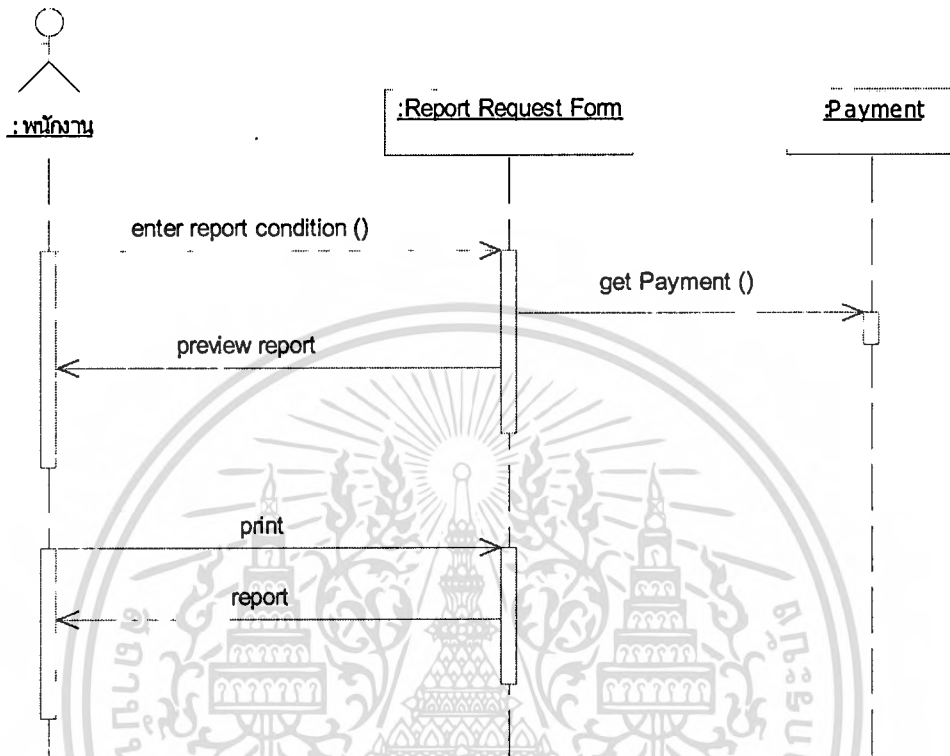 : พนักงาน
:Report Request Form
:Payment
enter report condition ()
get Payment ()
preview report
print
report